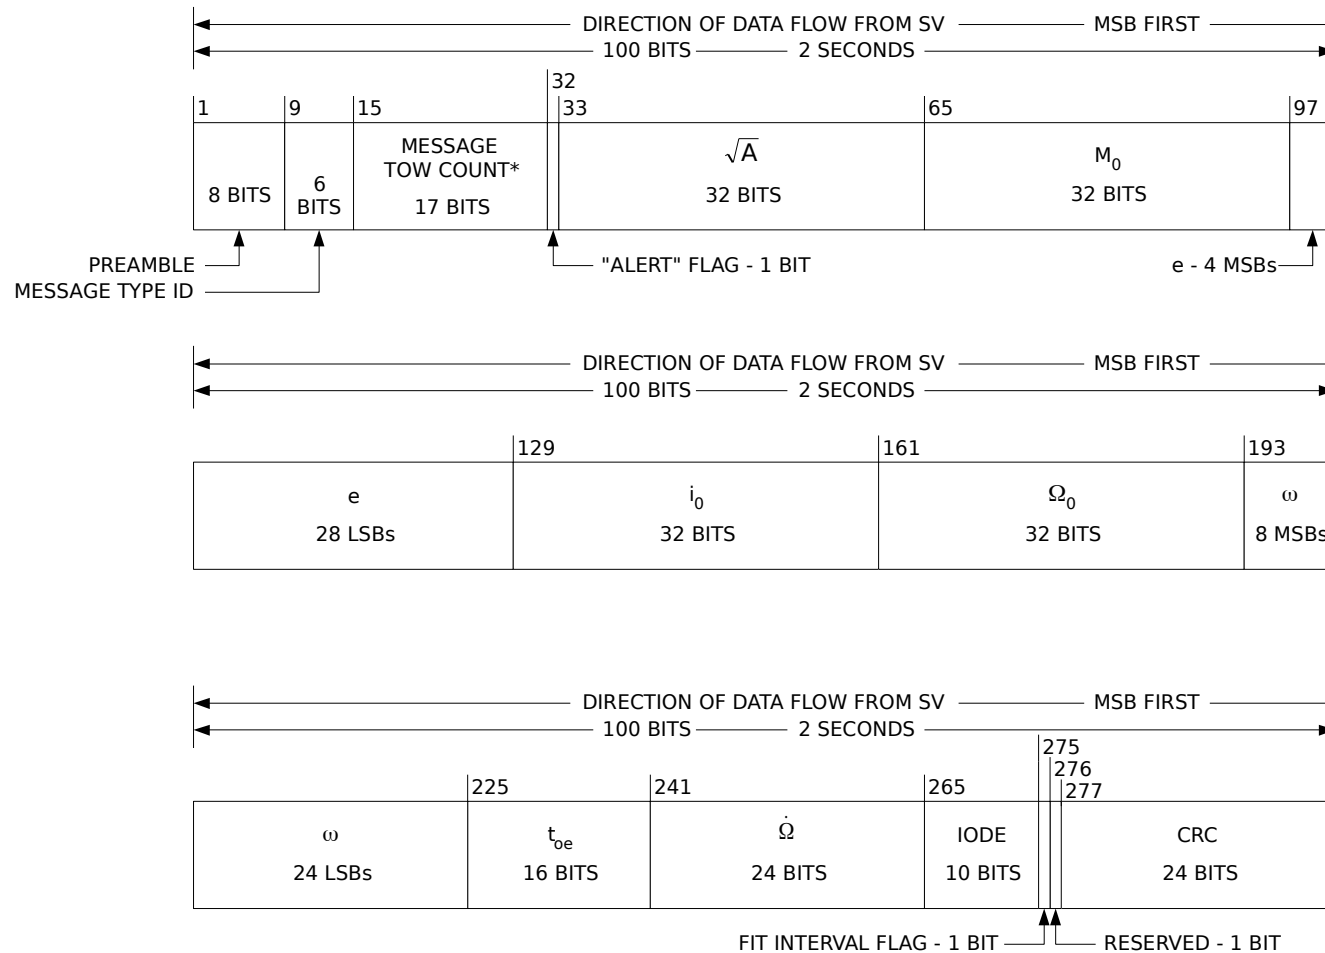 DIRECTION OF DATA FLOW FROM SV MSB FIRST
100 BITS 2 SECONDS
32
1 9 15 33 65 97
MESSAGE
TOW COUNT*
17 BITS
8 BITS
6
BITS
√A
32 BITS
M0
32 BITS
PREAMBLE
MESSAGE TYPE ID
"ALERT" FLAG - 1 BIT
e - 4 MSBs
DIRECTION OF DATA FLOW FROM SV MSB FIRST
100 BITS 2 SECONDS
129 161 193
e
28 LSBs
i0
32 BITS
Ω0
32 BITS
ω
8 MSBs
DIRECTION OF DATA FLOW FROM SV MSB FIRST
100 BITS 2 SECONDS
275
276
225 241 265 277
ω
24 LSBs
toe
16 BITS
Ω̇
24 BITS
IODE
10 BITS
CRC
24 BITS
FIT INTERVAL FLAG - 1 BIT
RESERVED - 1 BIT